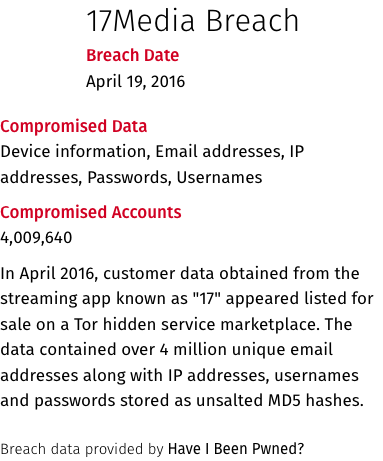 17Media Breach
Breach Date
April 19, 2016
Compromised Data
Device information, Email addresses, IP
addresses, Passwords, Usernames
Compromised Accounts
4,009,640
In April 2016, customer data obtained from the
streaming app known as "17" appeared listed for
sale on a Tor hidden service marketplace. The
data contained over 4 million unique email
addresses along with IP addresses, usernames
and passwords stored as unsalted MD5 hashes.
Breach data provided by Have I Been Pwned?